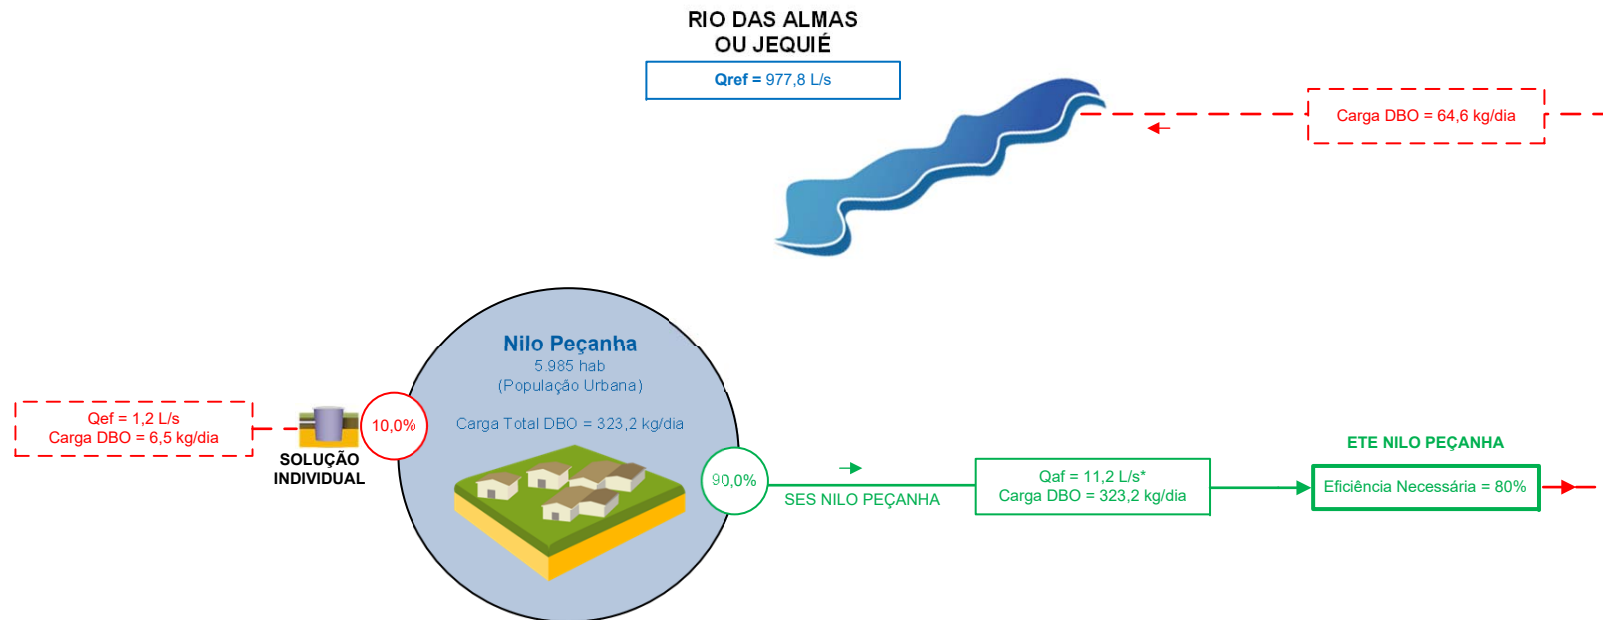 RIO DAS ALMAS
OU JEQUIÉ
Qref = 977,8 L/s
Carga DBO = 64,6 kg/dia
Nilo Peçanha
5.985 hab
(População Urbana)
Carga Total DBO = 323,2 kg/dia
Qef = 1,2 L/s
Carga DBO = 6,5 kg/dia
10,0%
SOLUÇÃO
INDIVIDUAL
90,0%
SES NILO PEÇANHA
Qaf = 11,2 L/s*
Carga DBO = 323,2 kg/dia
ETE NILO PEÇANHA
Eficiência Necessária = 80%